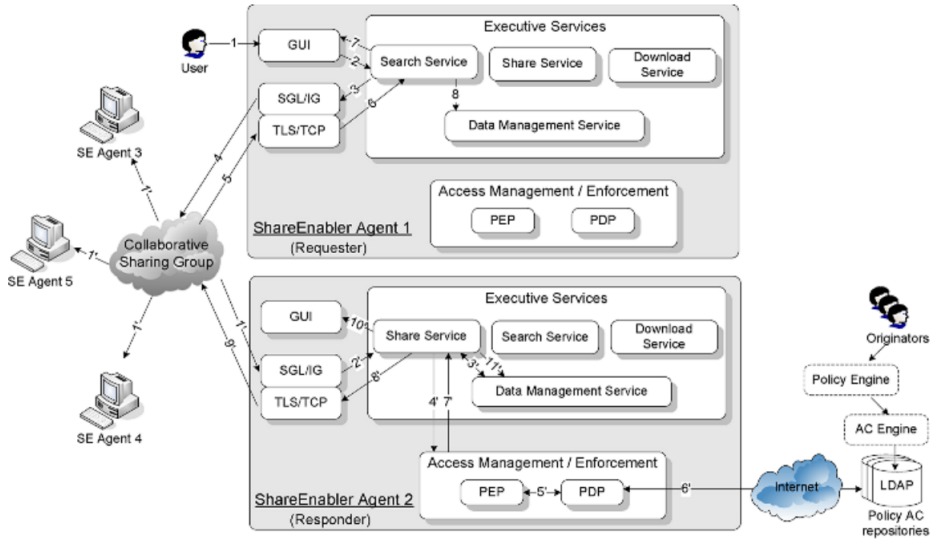 Executive Services
User
1
GUI
7
2
Search Service
Share Service
Download
Service
3
6
8
SGL/IG
TLS/TCP
Data Management Service
SE Agent 3
4
5
Access Management / Enforcement
PEP
PDP
ShareEnabler Agent 1
(Requester)
1'
Collaborative
Sharing Group
SE Agent 5
1'
1'
SE Agent 4
1'
9'
Executive Services
GUI
10'
Share Service
Search Service
Download
Service
SGL/IG
TLS/TCP
2'
8'
3'
11'
Data Management Service
4'
7'
Access Management / Enforcement
PEP
5'
PDP
6'
ShareEnabler Agent 2
(Responder)
Originators
Policy Engine
AC Engine
Internet
LDAP
Policy AC
repositories